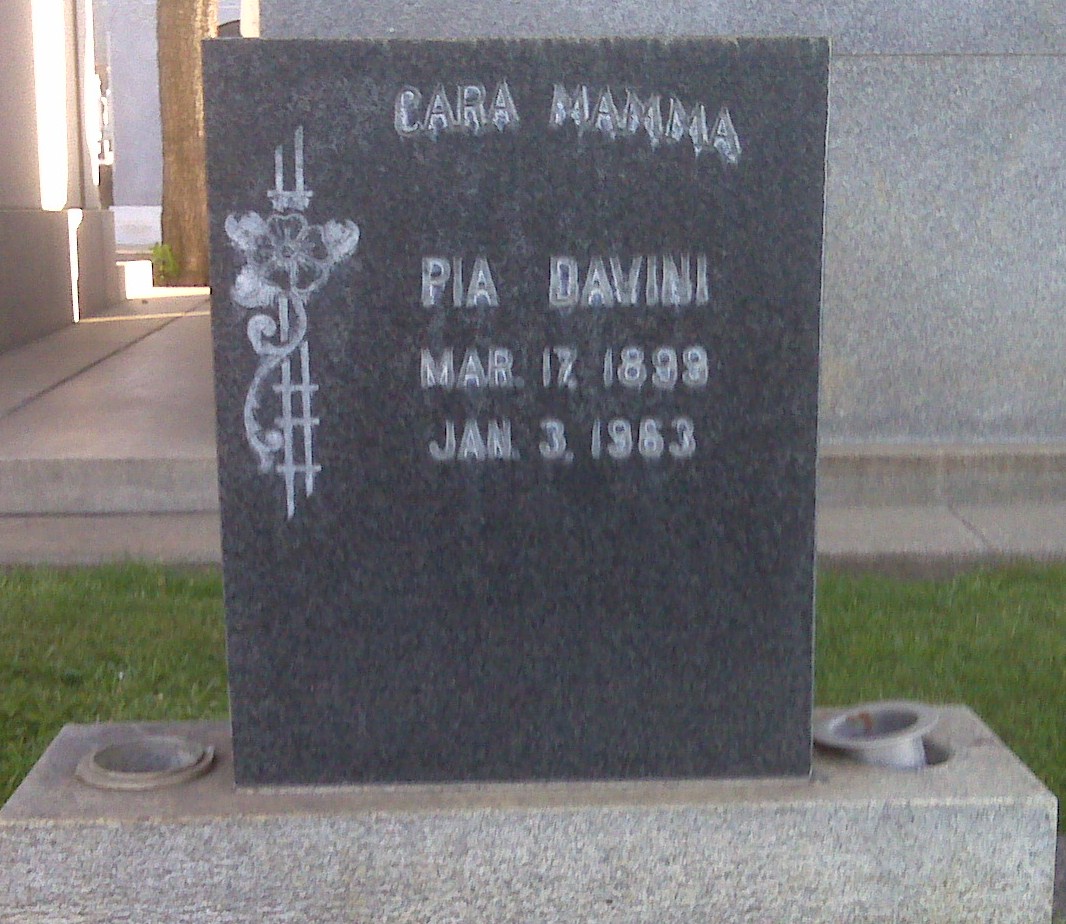 CARA MAMMA
PIA DAVINI
MAR. 17, 1899
JAN. 3, 1963